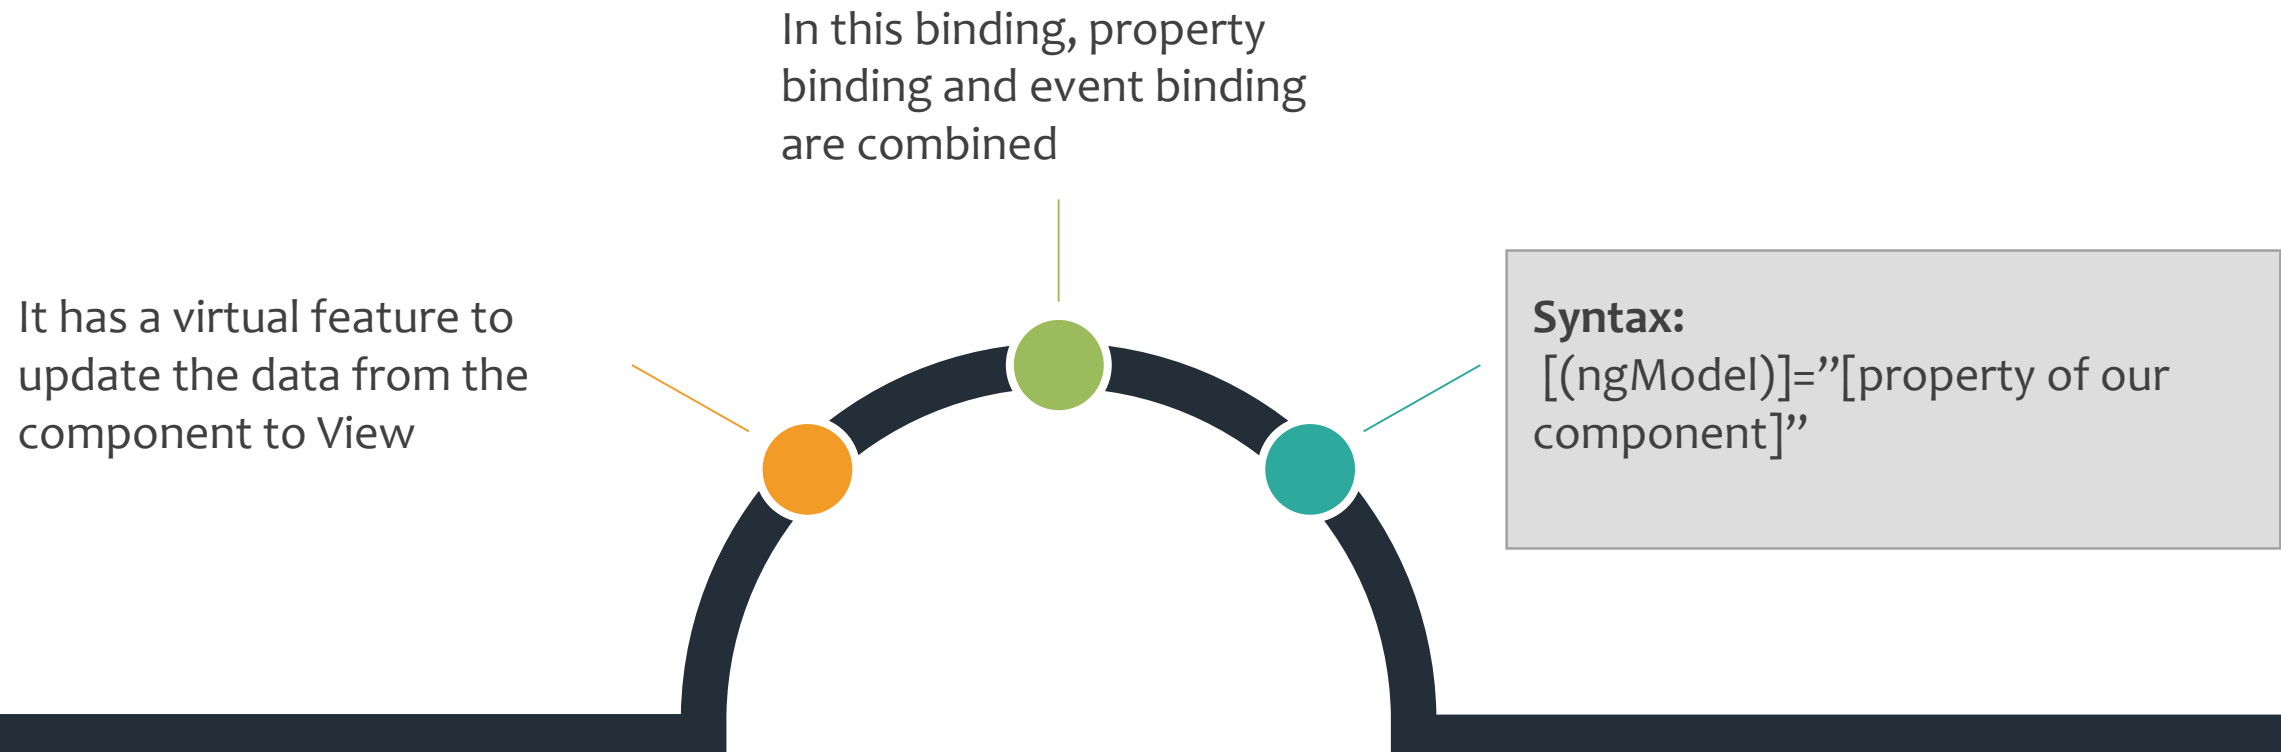 In this binding, property
binding and event binding
are combined
It has a virtual feature to
update the data from the
component to View
Syntax:
[(ngModel)]=”[property of our
component]”